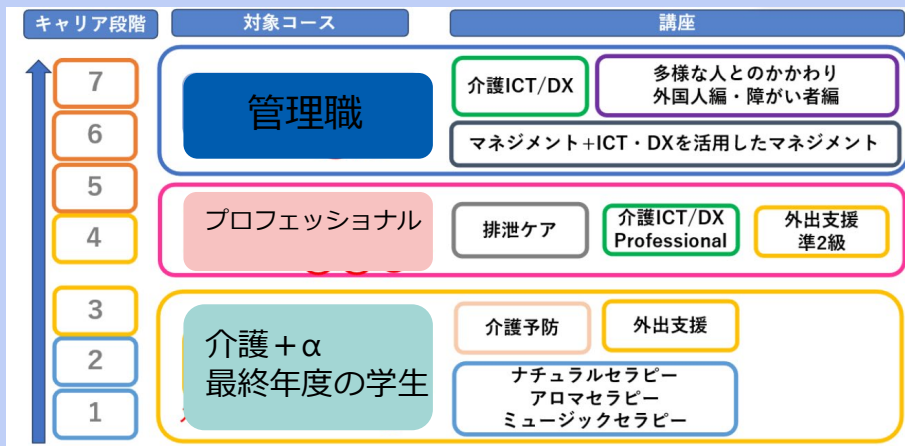 キャリア段階
対象コース
講座
7
6
5
4
3
2
1
管理職
介護ICT/DX
多様な人とのかかわり
外国人編・障がい者編
マネジメント+ICT・DXを活用したマネジメント
プロフェッショナル
排泄ケア
介護ICT/DX
Professional
外出支援
準2級
介護+α
最終年度の学生
介護予防
外出支援
ナチュラルセラピー
アロマセラピー
ミュージックセラピー